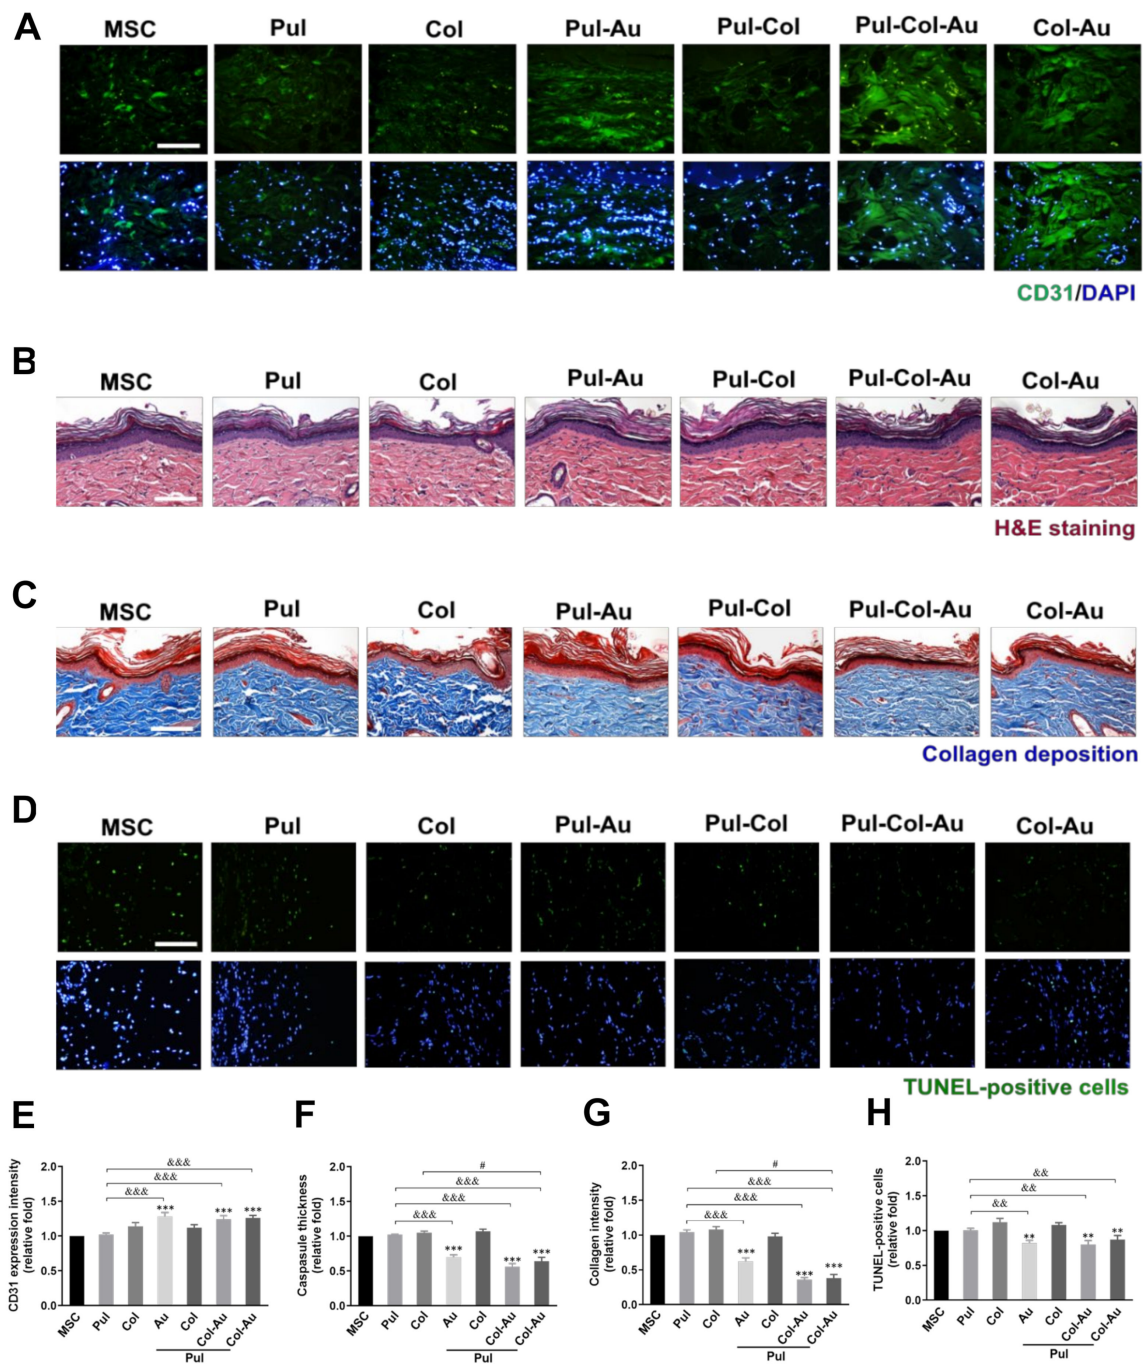 A
MSC Pul Col Pul-Au Pul-Col Pul-Col-Au Col-Au
CD31/DAPI
B
MSC Pul Col Pul-Au Pul-Col Pul-Col-Au Col-Au
H&E staining
C
MSC Pul Col Pul-Au Pul-Col Pul-Col-Au Col-Au
Collagen deposition
D
MSC Pul Col Pul-Au Pul-Col Pul-Col-Au Col-Au
TUNEL-positive cells
E
CD31 expression intensity
(relative fold)
2.0
1.5
1.0
0.5
0.0
&&&
&&&
&&&
*** *** ***
MSC Pul Col Au Col Col-Au Col-Au
Pul
F
Caspasule thickness
(relative fold)
2.0
1.5
1.0
0.5
0.0
#
&&&
&&&
&&&
*** *** ***
MSC Pul Col Au Col Col-Au Col-Au
Pul
G
Collagen intensity
(relative fold)
2.0
1.5
1.0
0.5
0.0
#
&&&
&&&
&&&
*** *** ***
MSC Pul Col Au Col Col-Au Col-Au
Pul
H
TUNEL-positive cells
(relative fold)
2.0
1.5
1.0
0.5
0.0
&&
&&
&&
** ** **
MSC Pul Col Au Col Col-Au Col-Au
Pul